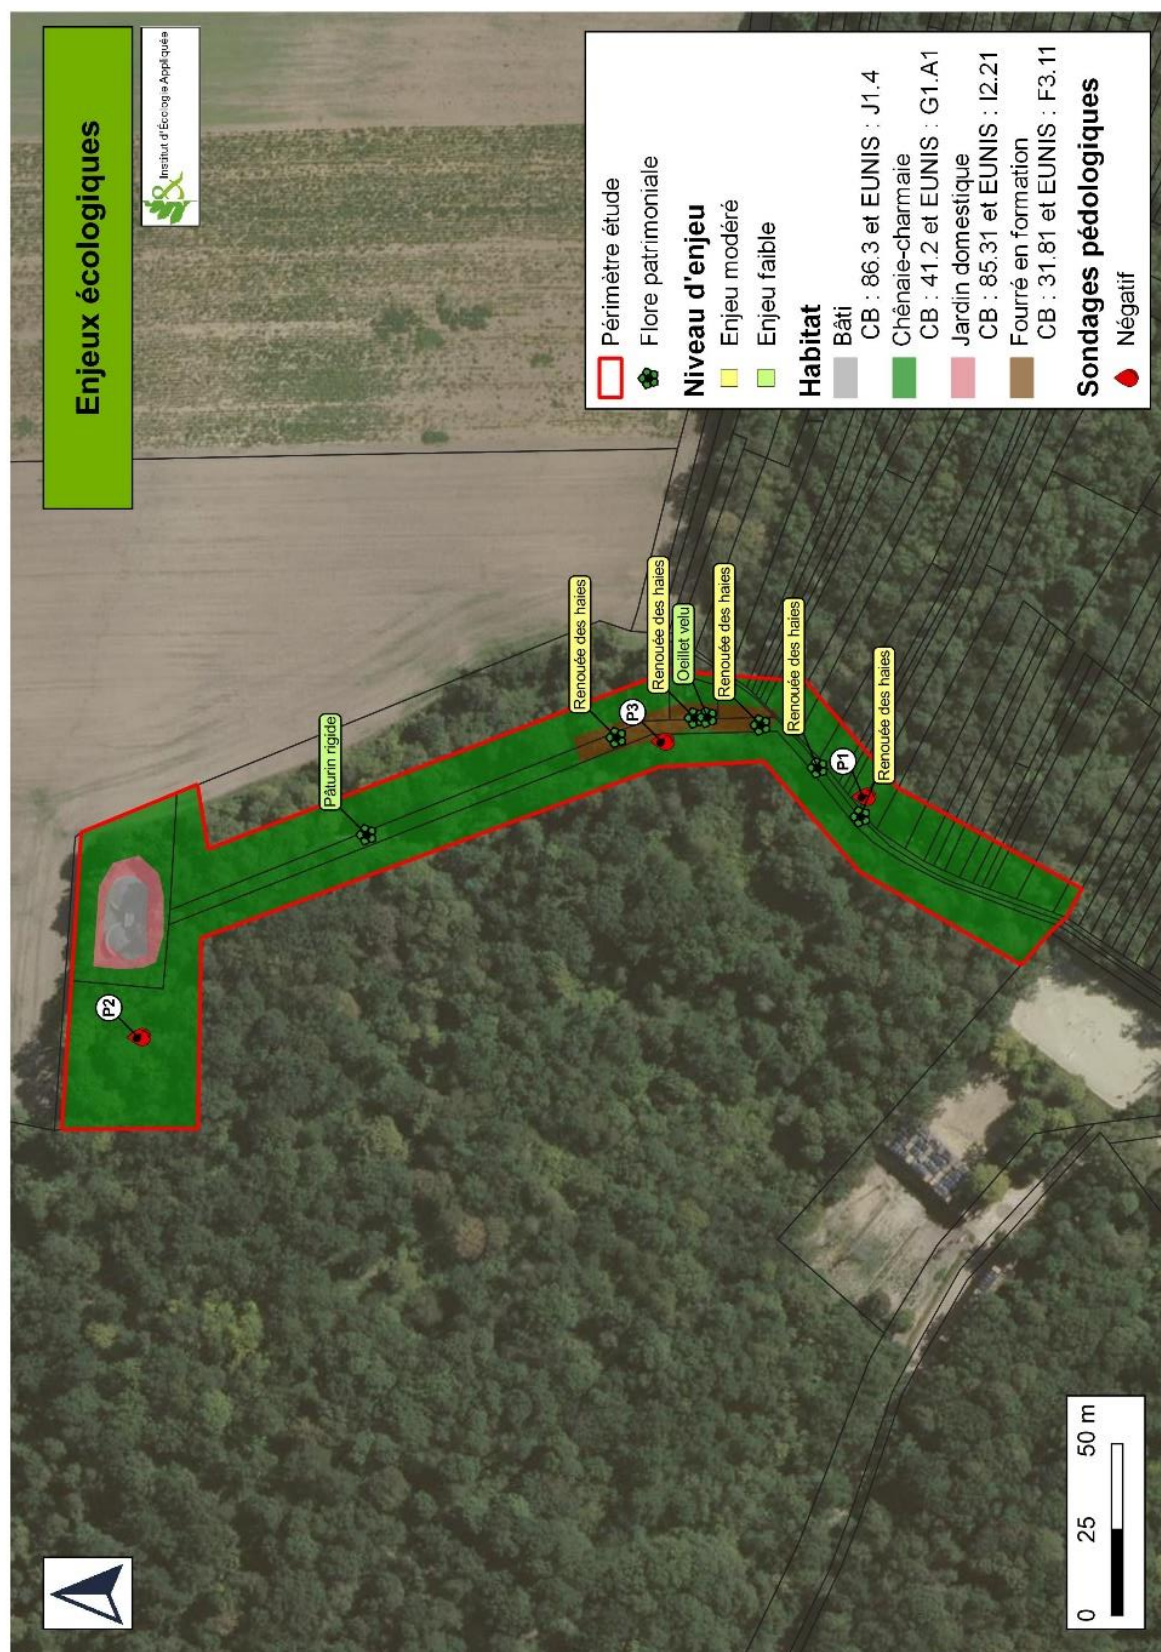 Enjeux écologiques
Institut d'Écologie Appliquée
Périmètre étude
Flore patrimoniale
Niveau d'enjeu
Enjeu modéré
Enjeu faible
Habitat
Bâti
CB : 86.3 et EUNIS : J1.4
Chênaie-charmaie
CB : 41.2 et EUNIS : G1.A1
Jardin domestique
CB : 85.31 et EUNIS : I2.21
Fourré en formation
CB : 31.81 et EUNIS : F3.11
Sondages pédologiques
Négatif
P2
Pâturin rigide
Renouée des haies
P3
Renouée des haies
Oeillet velu
Renouée des haies
Renouée des haies
P1
Renouée des haies
0 25 50 m